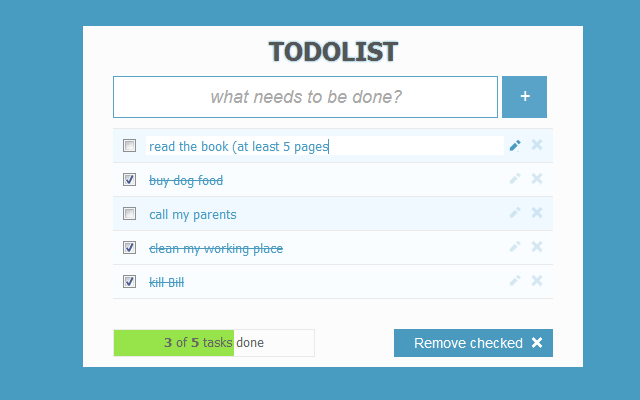 TODOLIST
what needs to be done?
+
read the book (at least 5 pages
buy dog food
call my parents
clean my working place
kill Bill
3 of 5 tasks done
Remove checked